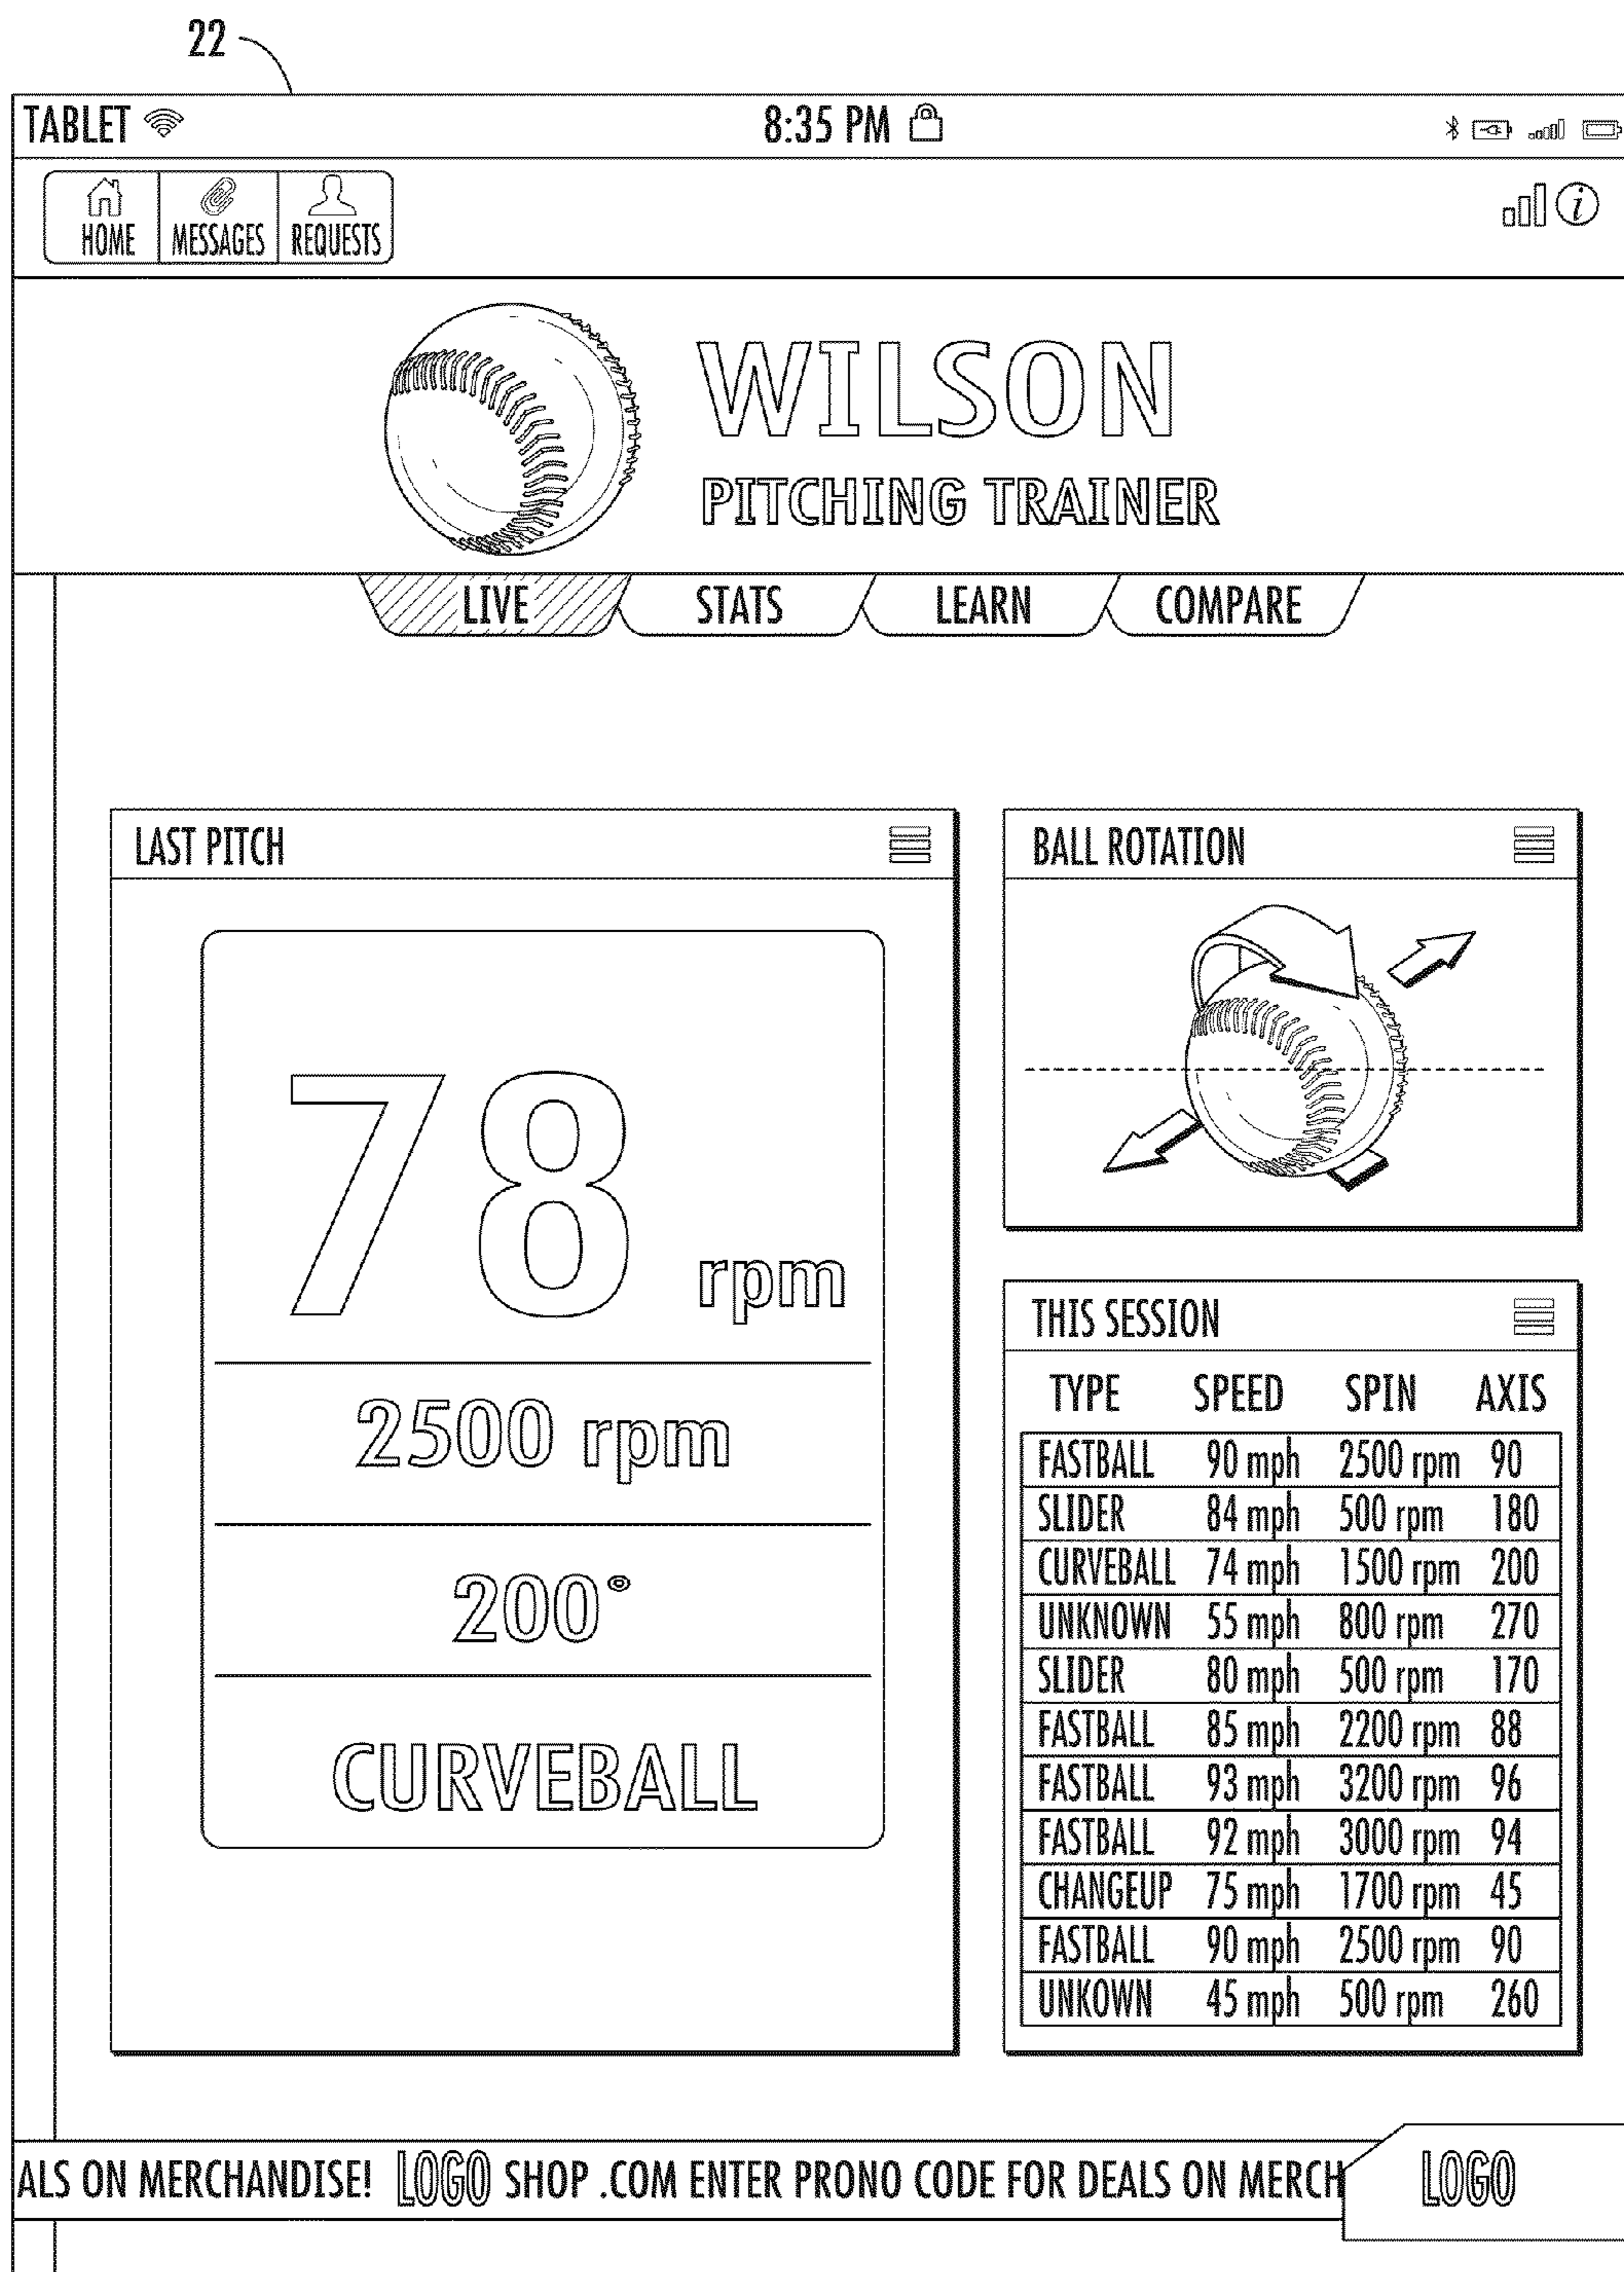 22
TABLET 8:35 PM
HOME MESSAGES REQUESTS
i
WILSON
PITCHING TRAINER
LIVE STATS LEARN COMPARE
LAST PITCH
78 rpm
2500 rpm
200°
CURVEBALL
BALL ROTATION
THIS SESSION
TYPE SPEED SPIN AXIS
FASTBALL 90 mph 2500 rpm 90
SLIDER 84 mph 500 rpm 180
CURVEBALL 74 mph 1500 rpm 200
UNKNOWN 55 mph 800 rpm 270
SLIDER 80 mph 500 rpm 170
FASTBALL 85 mph 2200 rpm 88
FASTBALL 93 mph 3200 rpm 96
FASTBALL 92 mph 3000 rpm 94
CHANGEUP 75 mph 1700 rpm 45
FASTBALL 90 mph 2500 rpm 90
UNKOWN 45 mph 500 rpm 260
ALS ON MERCHANDISE! LOGO SHOP .COM ENTER PRONO CODE FOR DEALS ON MERCH LOGO